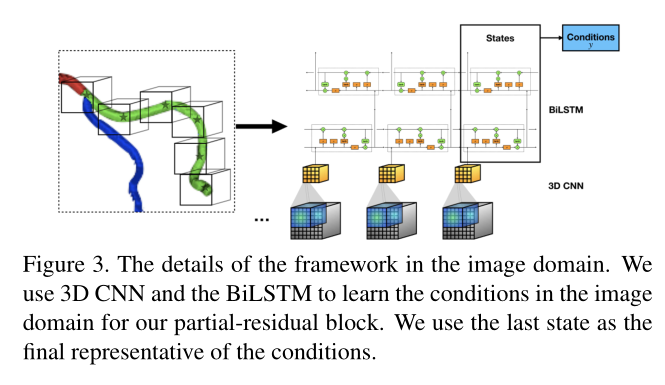 States
Conditions
y
BiLSTM
3D CNN
...
Figure 3. The details of the framework in the image domain. We
use 3D CNN and the BiLSTM to learn the conditions in the image
domain for our partial-residual block. We use the last state as the
final representative of the conditions.